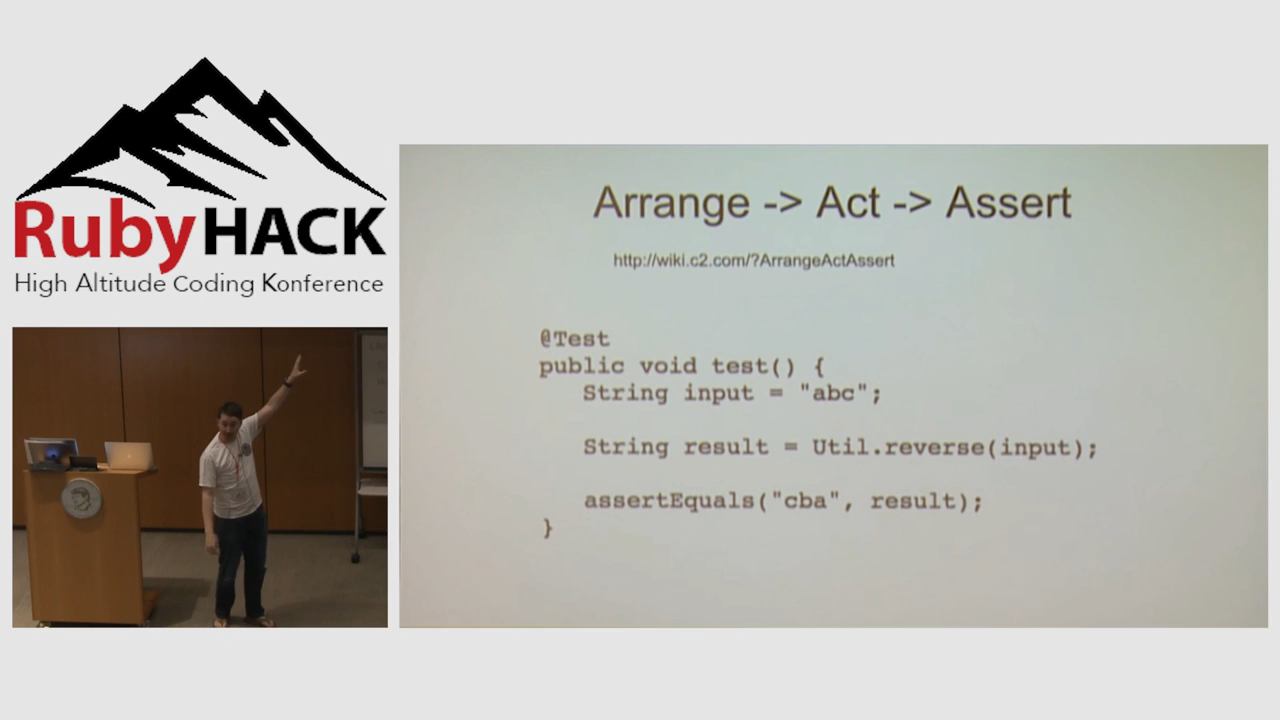 RubyHACK
High Altitude Coding Konference
Arrange -> Act -> Assert
http://wiki.c2.com/?ArrangeActAssert
@Test
public void test() {
String input = "abc";
String result = Util.reverse(input);
assertEquals("cba", result);
}